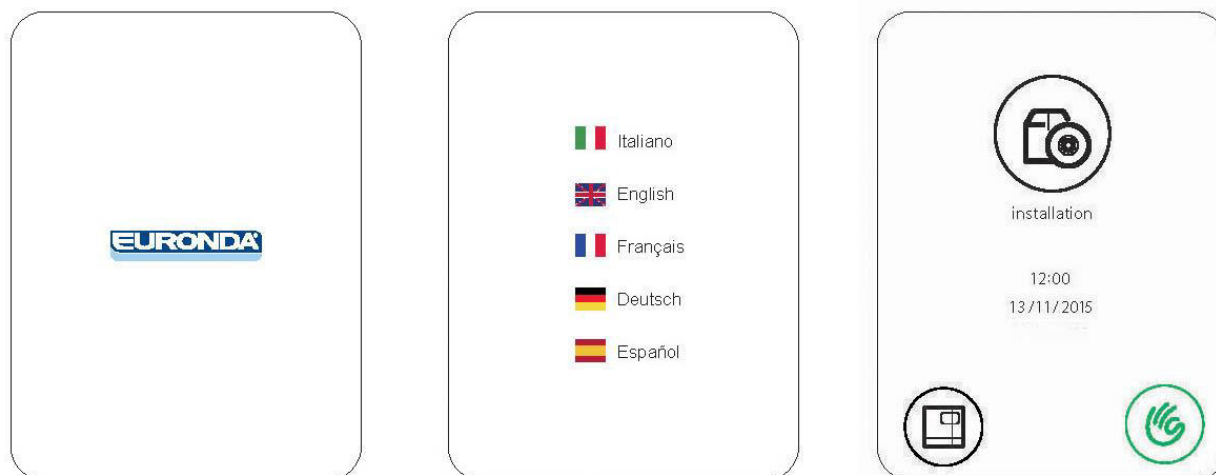 EURONDA
Italiano
English
Français
Deutsch
Español
installation
12:00
13/11/2015